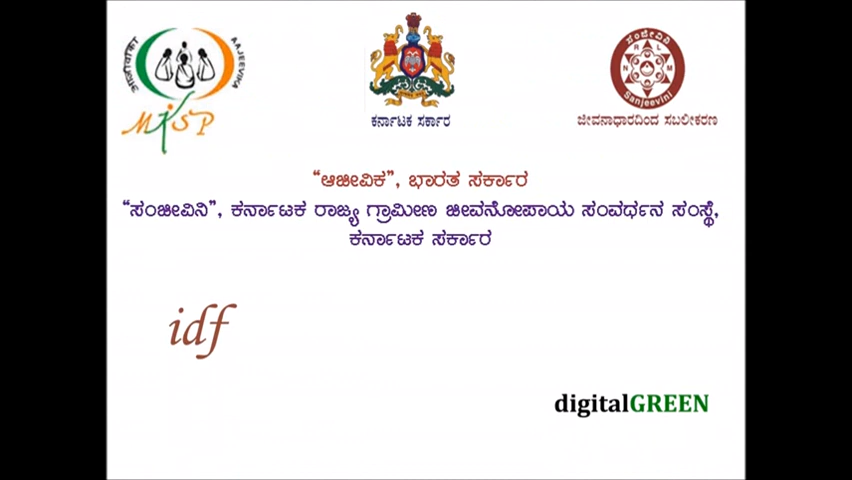 आजीविका
AAJEEVIKA
MKSP
ಕರ್ನಾಟಕ ಸರ್ಕಾರ
ಸಂಜೀವಿನಿ
N R L M
Sanjeevini
ಜೀವನಾಧಾರದಿಂದ ಸಬಲೀಕರಣ
“ಆಜೀವಿಕ”, ಭಾರತ ಸರ್ಕಾರ
“ಸಂಜೀವಿನಿ”, ಕರ್ನಾಟಕ ರಾಜ್ಯ ಗ್ರಾಮೀಣ ಜೀವನೋಪಾಯ ಸಂವರ್ಧನ ಸಂಸ್ಥೆ,
ಕರ್ನಾಟಕ ಸರ್ಕಾರ
idf
digitalGREEN